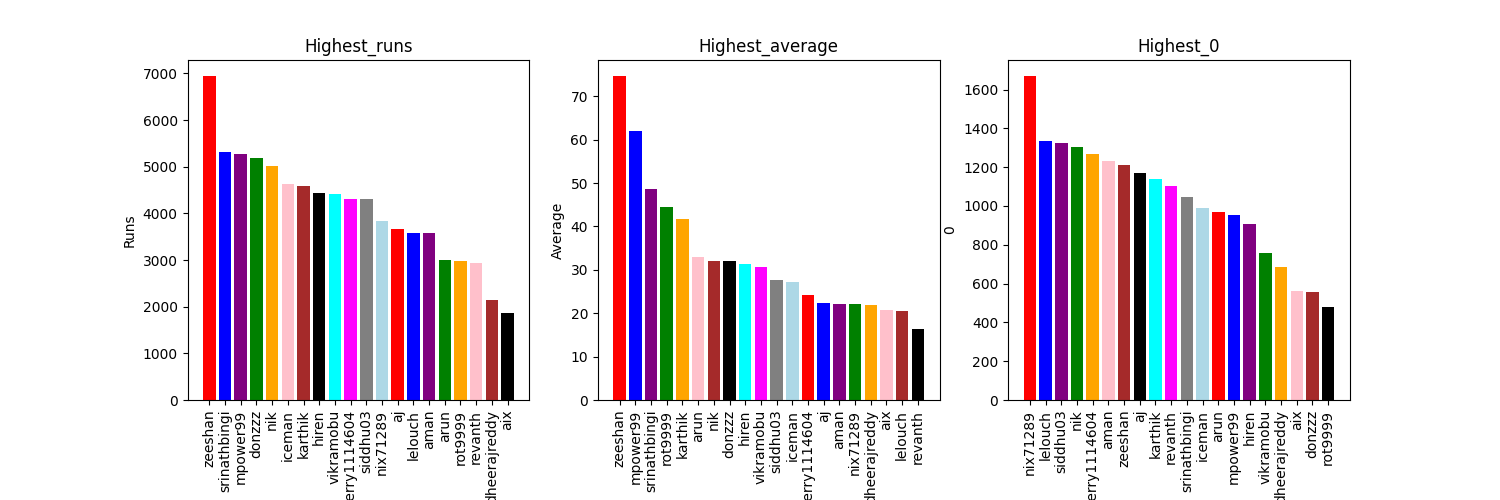 Highest_runs
Runs
7000
6000
5000
4000
3000
2000
1000
0
zeeshan
srinathbingi
mpower99
donzzz
nik
iceman
karthik
hiren
vikramobu
erry1114604
siddhu03
nix71289
aj
lelouch
aman
arun
rot9999
revanth
dheerajreddy
aix
Highest_average
Average
70
60
50
40
30
20
10
0
zeeshan
mpower99
srinathbingi
rot9999
karthik
arun
nik
donzzz
hiren
vikramobu
siddhu03
iceman
erry1114604
aj
aman
nix71289
dheerajreddy
aix
lelouch
revanth
Highest_0
0
1600
1400
1200
1000
800
600
400
200
0
nix71289
lelouch
siddhu03
nik
erry1114604
aman
zeeshan
aj
karthik
revanth
srinathbingi
iceman
arun
mpower99
hiren
vikramobu
dheerajreddy
aix
donzzz
rot9999